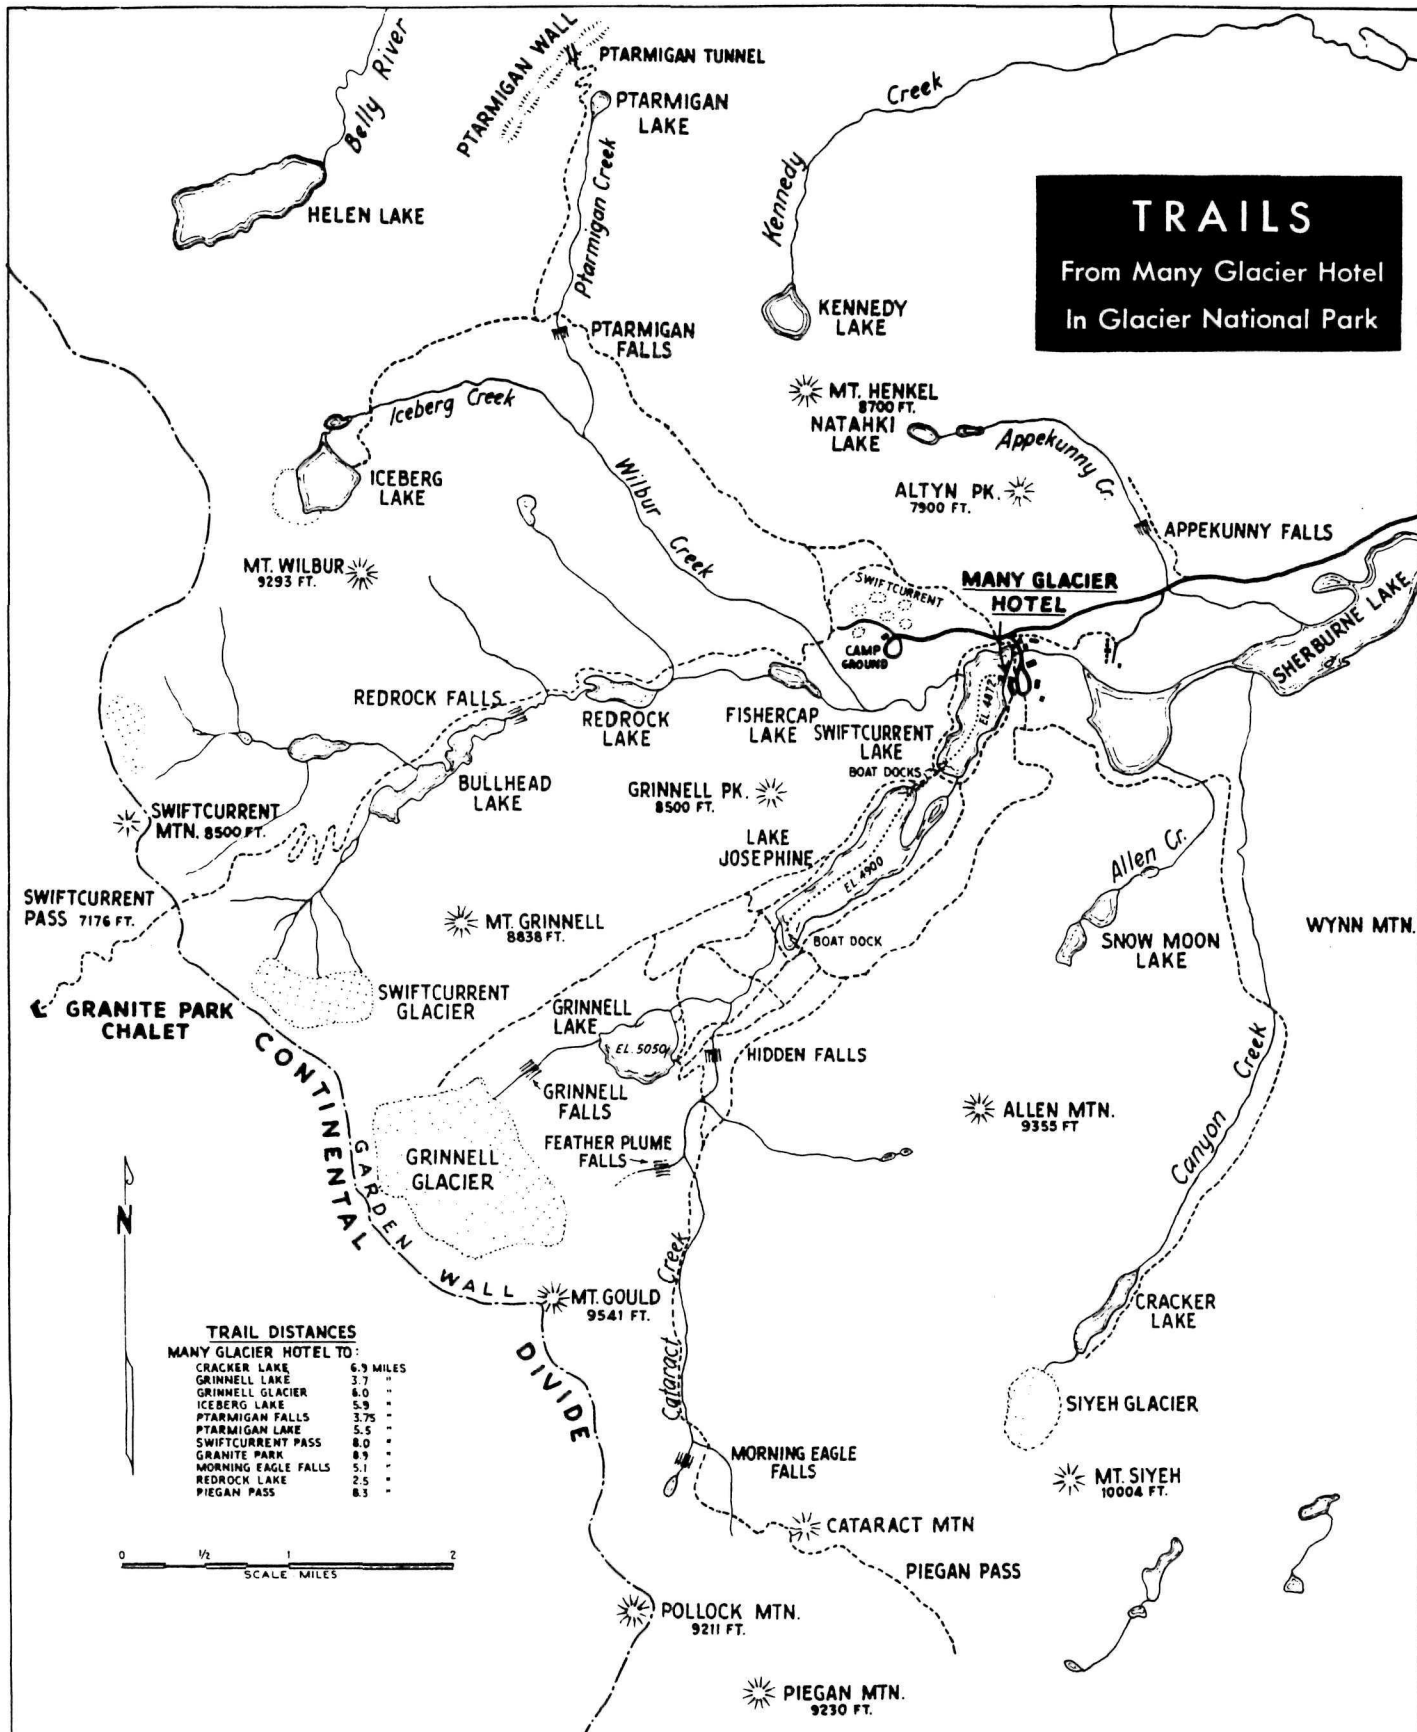 PTARMIGAN WALL
PTARMIGAN TUNNEL
PTARMIGAN
LAKE
Belly River
HELEN LAKE
Ptarmigan Creek
Kennedy
Creek
TRAILS
From Many Glacier Hotel
In Glacier National Park
KENNEDY
LAKE
PTARMIGAN
FALLS
MT. HENKEL
8700 FT.
NATAHKI
LAKE
Iceberg Creek
ICEBERG
LAKE
Wilbur
Creek
Appekunny Cr.
ALTYN PK.
7900 FT.
APPEKUNNY FALLS
MT. WILBUR
9293 FT.
SWIFTCURRENT
MANY GLACIER
HOTEL
CAMP
GROUND
SHERBURNE LAKE
REDROCK FALLS
REDROCK
LAKE
FISHERCAP
LAKE
SWIFTCURRENT
LAKE
EL. 4877
BOAT DOCKS
BULLHEAD
LAKE
GRINNELL PK.
8500 FT.
SWIFTCURRENT
MTN. 8500 FT.
LAKE
JOSEPHINE
EL. 4900
Allen Cr.
SWIFTCURRENT
PASS 7176 FT.
MT. GRINNELL
8838 FT.
BOAT DOCK
SNOW MOON
LAKE
WYNN MTN.
GRANITE PARK
CHALET
SWIFTCURRENT
GLACIER
GRINNELL
LAKE
EL. 5050
HIDDEN FALLS
GRINNELL
FALLS
CONTINENTAL
GARDEN
WALL
FEATHER PLUME
FALLS
GRINNELL
GLACIER
ALLEN MTN.
9355 FT
Canyon
Creek
N
Cataract
Creek
MT. GOULD
9541 FT.
DIVIDE
CRACKER
LAKE
SIYEH GLACIER
TRAIL DISTANCES
MANY GLACIER HOTEL TO:
CRACKER LAKE 6.9 MILES
GRINNELL LAKE 3.7 "
GRINNELL GLACIER 6.0 "
ICEBERG LAKE 5.9 "
PTARMIGAN FALLS 3.75 "
PTARMIGAN LAKE 5.5 "
SWIFTCURRENT PASS 8.0 "
GRANITE PARK 8.9 "
MORNING EAGLE FALLS 5.1 "
REDROCK LAKE 2.5 "
PIEGAN PASS 8.3 "
MORNING EAGLE
FALLS
MT. SIYEH
10004 FT.
CATARACT MTN
PIEGAN PASS
0 1/2 1 2
SCALE MILES
POLLOCK MTN.
9211 FT.
PIEGAN MTN.
9230 FT.